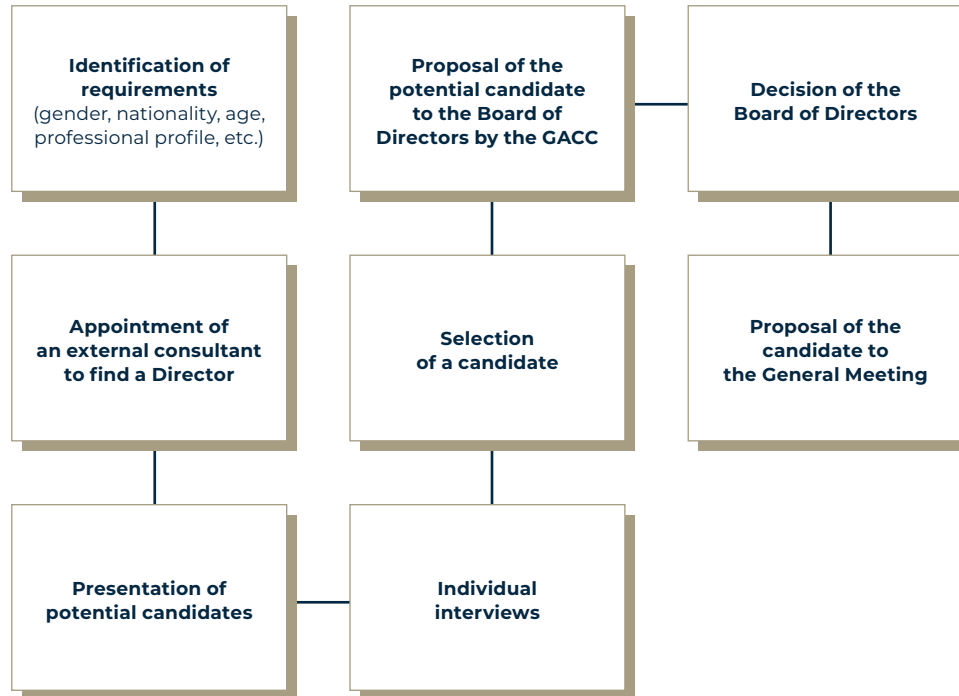 Identification of
requirements
(gender, nationality, age,
professional profile, etc.)
Appointment of
an external consultant
to find a Director
Presentation of
potential candidates
Individual
interviews
Selection
of a candidate
Proposal of the
potential candidate
to the Board of
Directors by the GACC
Decision of the
Board of Directors
Proposal of the
candidate to
the General Meeting